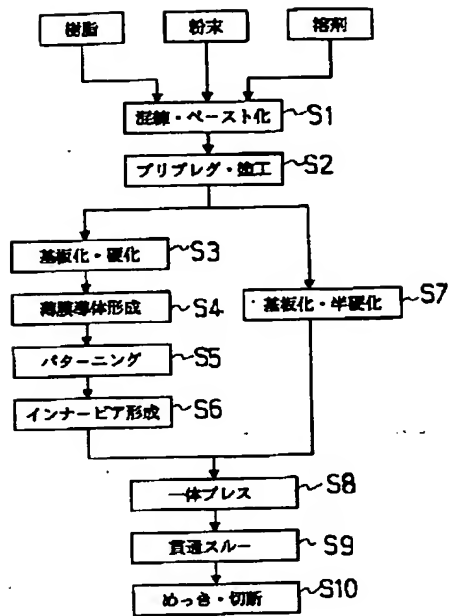 樹脂
粉末
溶剤
混練・ペースト化 S1
プリプレグ・塗工 S2
基板化・硬化 S3
薄膜導体形成 S4
基板化・半硬化 S7
パターニング S5
インナービア形成 S6
一体プレス S8
貫通スルー S9
めっき・切断 S10